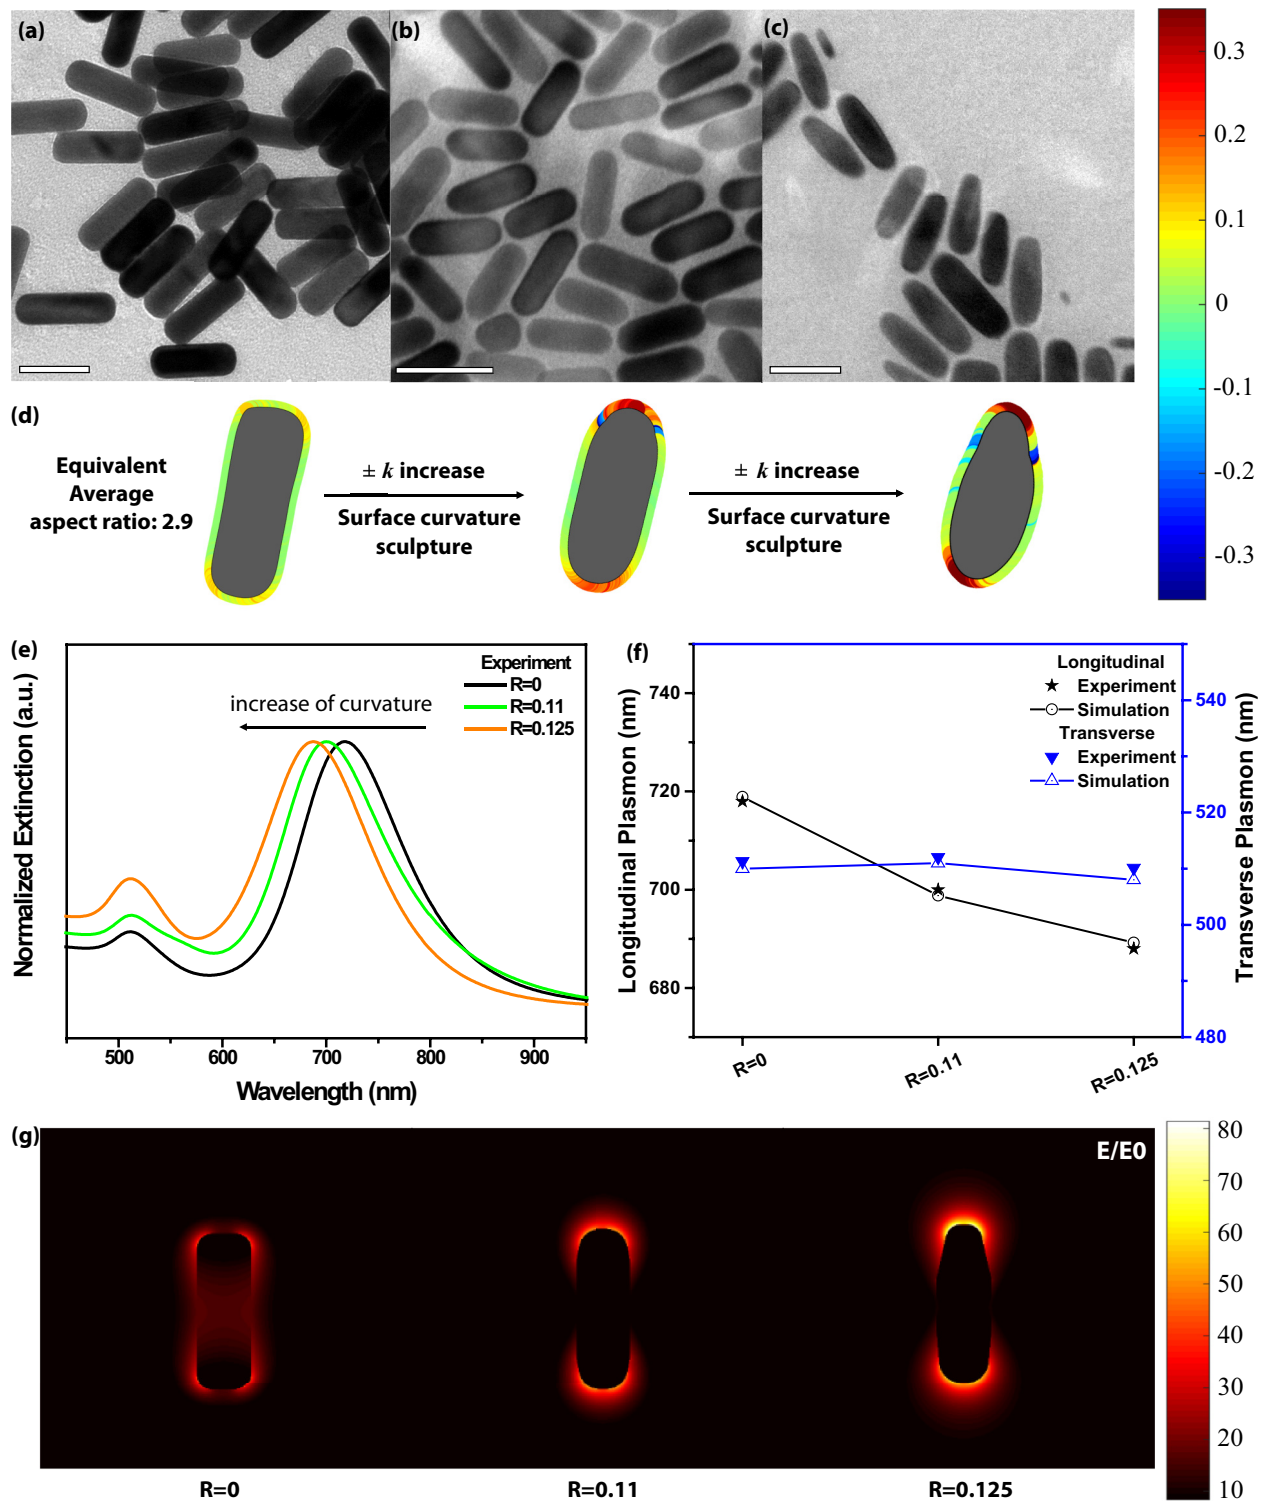 (a)
(b)
(c)
0.3
0.2
0.1
0
-0.1
-0.2
-0.3
(d)
Equivalent
Average
aspect ratio: 2.9
± k increase
Surface curvature
sculpture
± k increase
Surface curvature
sculpture
(e)
Normalized Extinction (a.u.)
Experiment
R=0
R=0.11
R=0.125
increase of curvature
500
600
700
800
900
Wavelength (nm)
(f)
Longitudinal Plasmon (nm)
740
720
700
680
Longitudinal
Experiment
Simulation
Transverse
Experiment
Simulation
540
520
500
480
Transverse Plasmon (nm)
R=0
R=0.11
R=0.125
(g)
E/E0
80
70
60
50
40
30
20
10
R=0
R=0.11
R=0.125